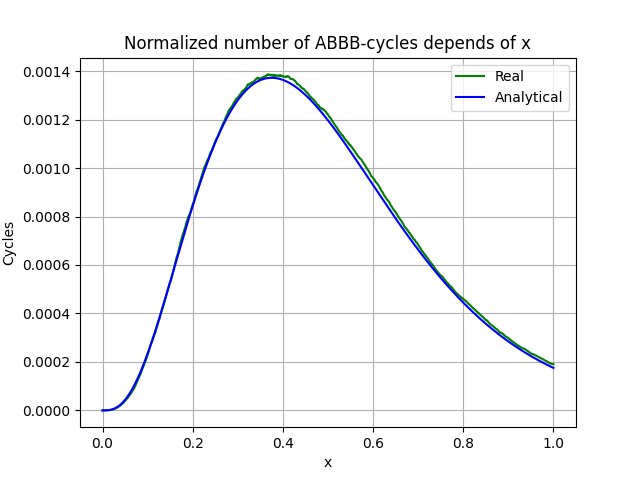 Normalized number of ABBB-cycles depends of x
Real
Analytical
Cycles
0.0014
0.0012
0.0010
0.0008
0.0006
0.0004
0.0002
0.0000
0.0
0.2
0.4
0.6
0.8
1.0
x